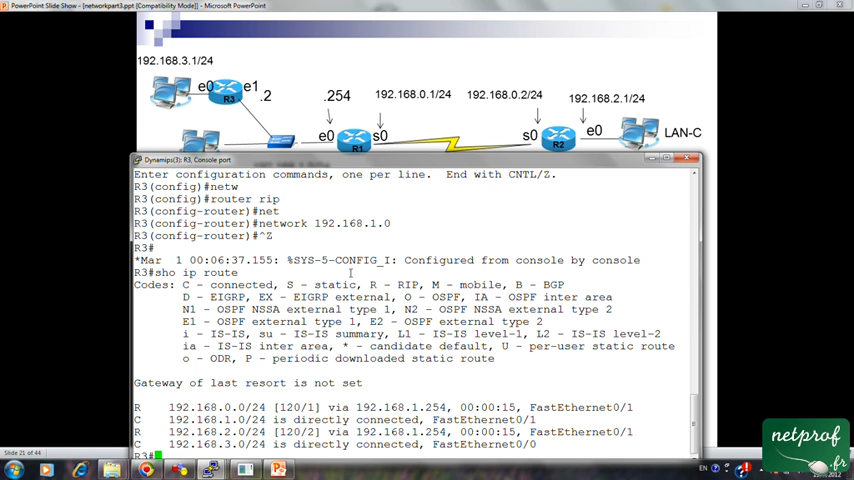 PowerPoint Slide Show - [networkpart3.ppt [Compatibility Mode]] - Microsoft PowerPoint
192.168.3.1/24
e0
e1
R3
.2
.254
192.168.0.1/24
192.168.0.2/24
192.168.2.1/24
e0
s0
R1
s0
R2
e0
LAN-C
Dynamips(3): R3, Console port
Enter configuration commands, one per line.  End with CNTL/Z.
R3(config)#netw
R3(config)#router rip
R3(config-router)#net
R3(config-router)#network 192.168.1.0
R3(config-router)#^Z
R3#
*Mar  1 00:06:37.155: %SYS-5-CONFIG_I: Configured from console by console
R3#sho ip route
Codes: C - connected, S - static, R - RIP, M - mobile, B - BGP
D - EIGRP, EX - EIGRP external, O - OSPF, IA - OSPF inter area
N1 - OSPF NSSA external type 1, N2 - OSPF NSSA external type 2
E1 - OSPF external type 1, E2 - OSPF external type 2
i - IS-IS, su - IS-IS summary, L1 - IS-IS level-1, L2 - IS-IS level-2
ia - IS-IS inter area, * - candidate default, U - per-user static route
o - ODR, P - periodic downloaded static route
Gateway of last resort is not set
R    192.168.0.0/24 [120/1] via 192.168.1.254, 00:00:15, FastEthernet0/1
C    192.168.1.0/24 is directly connected, FastEthernet0/1
R    192.168.2.0/24 [120/2] via 192.168.1.254, 00:00:15, FastEthernet0/1
C    192.168.3.0/24 is directly connected, FastEthernet0/0
R3#
Slide 21 of 44
EN
netprof
.fr